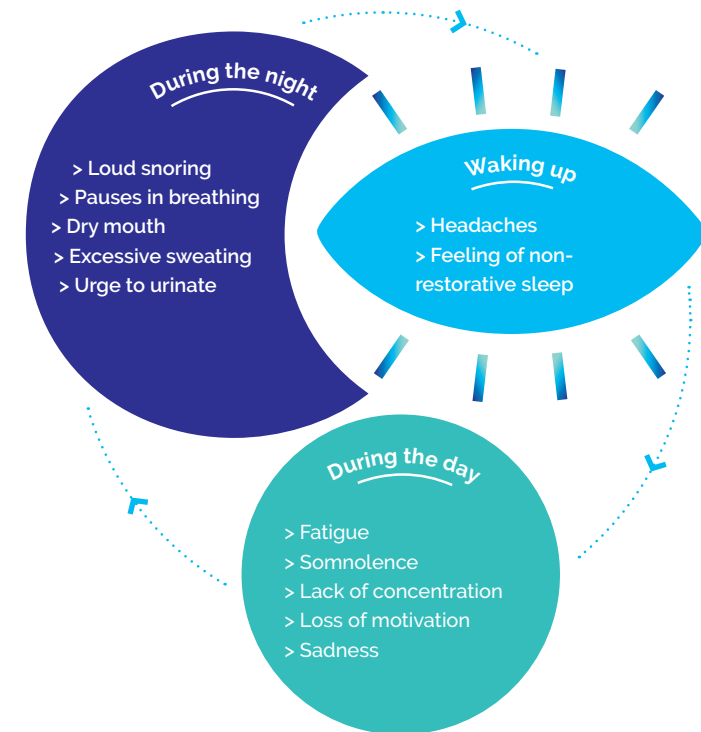 During the night
> Loud snoring
> Pauses in breathing
> Dry mouth
> Excessive sweating
> Urge to urinate
Waking up
> Headaches
> Feeling of non-
restorative sleep
During the day
> Fatigue
> Somnolence
> Lack of concentration
> Loss of motivation
> Sadness